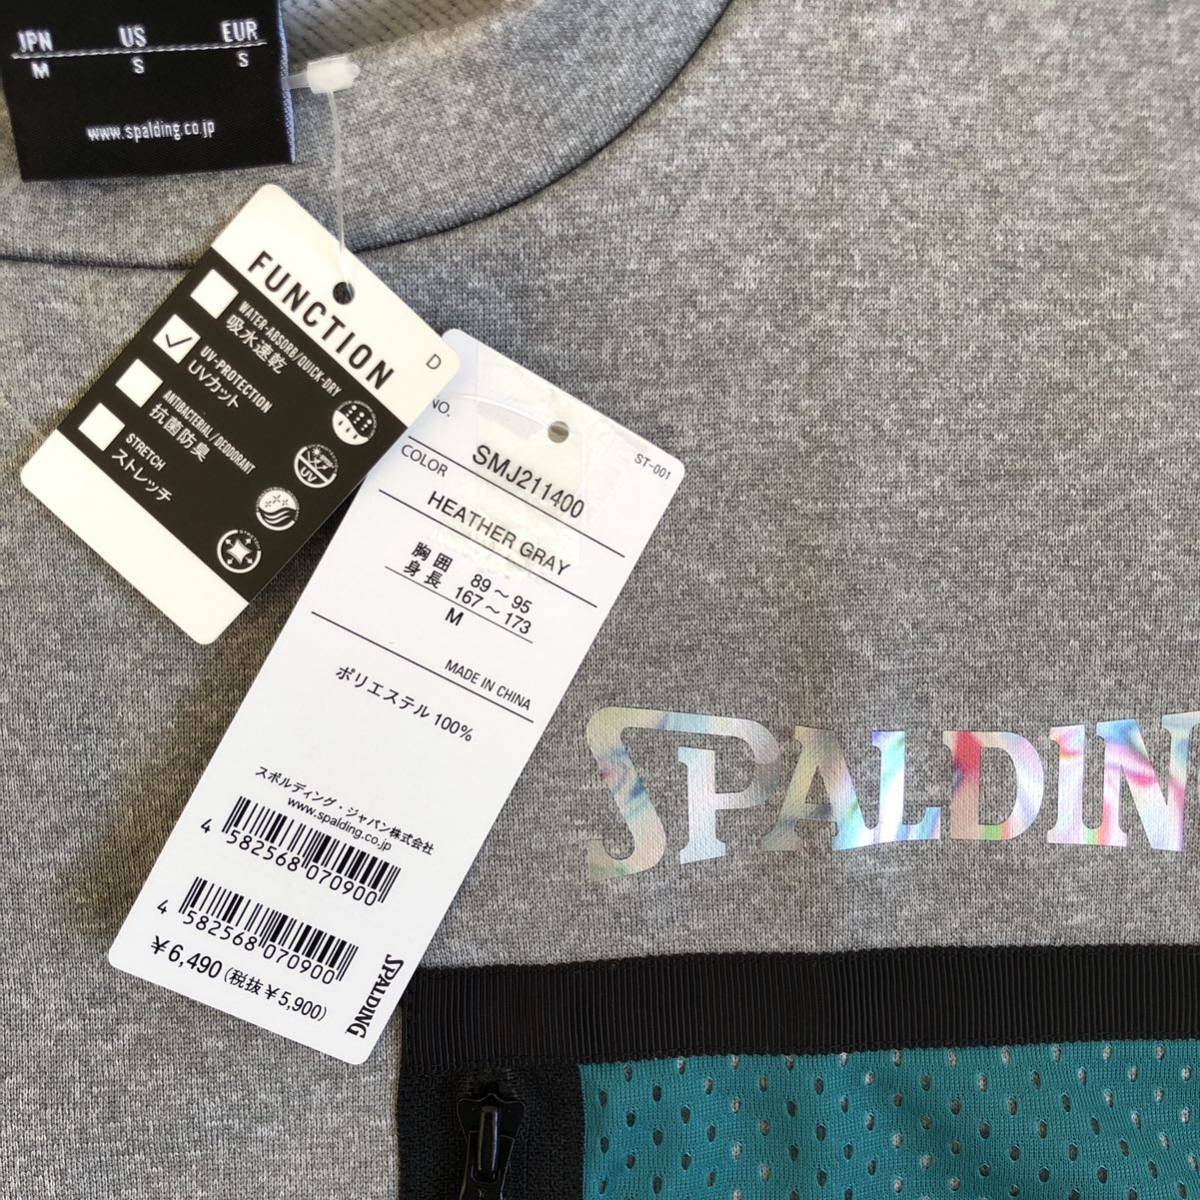 JPN US EUR
M S S
www.spalding.co.jp
FUNCTION
WATER-ABSORB/QUICK-DRY
吸水速乾
UV-PROTECTION
UVカット
ANTIBACTERIAL/DEODORANT
抗菌防臭
STRETCH
ストレッチ
UV
D
NO.
ST-001
SMJ211400
COLOR
HEATHER GRAY
胸囲 89～95
身長 167～173
M
MADE IN CHINA
ポリエステル 100%
スポルディング・ジャパン株式会社
www.spalding.co.jp
4 582568 070900
4 582568 070900
￥6,490 (税抜￥5,900)
SPALDING
SPALDIN